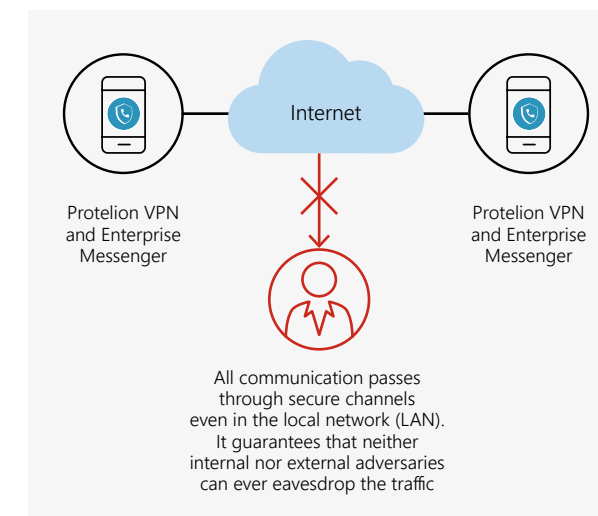 Internet
Protelion VPN
and Enterprise
Messenger
Protelion VPN
and Enterprise
Messenger
All communication passes
through secure channels
even in the local network (LAN).
It guarantees that neither
internal nor external adversaries
can ever eavesdrop the traffic